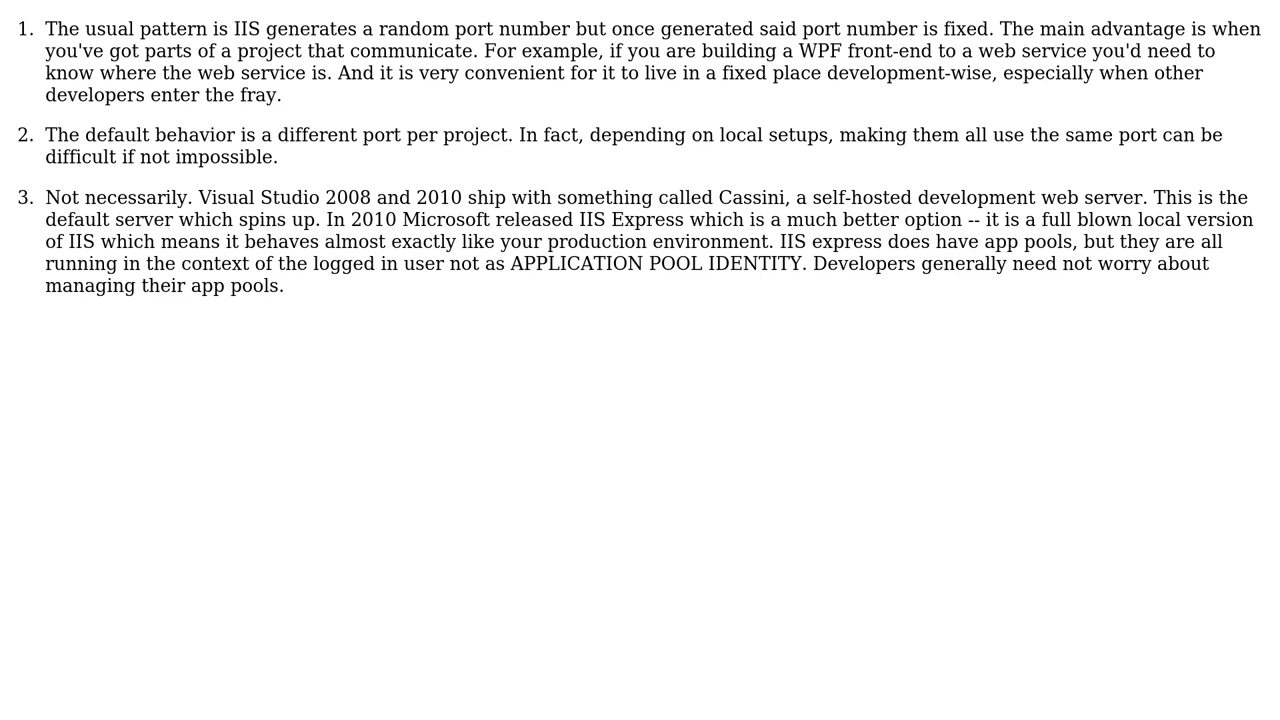 1. The usual pattern is IIS generates a random port number but once generated said port number is fixed. The main advantage is when
you've got parts of a project that communicate. For example, if you are building a WPF front-end to a web service you'd need to
know where the web service is. And it is very convenient for it to live in a fixed place development-wise, especially when other
developers enter the fray.
2. The default behavior is a different port per project. In fact, depending on local setups, making them all use the same port can be
difficult if not impossible.
3. Not necessarily. Visual Studio 2008 and 2010 ship with something called Cassini, a self-hosted development web server. This is the
default server which spins up. In 2010 Microsoft released IIS Express which is a much better option -- it is a full blown local version
of IIS which means it behaves almost exactly like your production environment. IIS express does have app pools, but they are all
running in the context of the logged in user not as APPLICATION POOL IDENTITY. Developers generally need not worry about
managing their app pools.